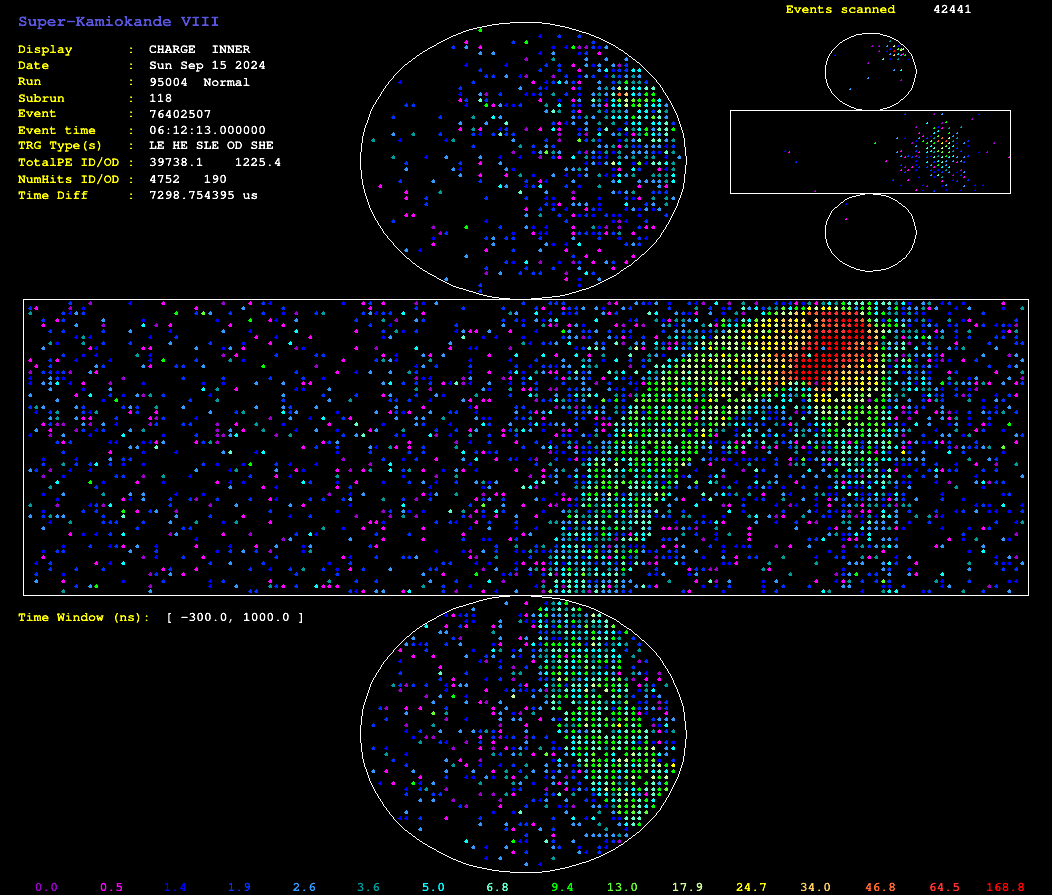 Super-Kamiokande VIII
Events scanned 42441
Display : CHARGE INNER
Date : Sun Sep 15 2024
Run : 95004 Normal
Subrun : 118
Event : 76402507
Event time : 06:12:13.000000
TRG Type(s) : LE HE SLE OD SHE
TotalPE ID/OD : 39738.1 1225.4
NumHits ID/OD : 4752 190
Time Diff : 7298.754395 us
Time Window (ns): [ -300.0, 1000.0 ]
0.0 0.5 1.4 1.9 2.6 3.6 5.0 6.8 9.4 13.0 17.9 24.7 34.0 46.8 64.5 168.8